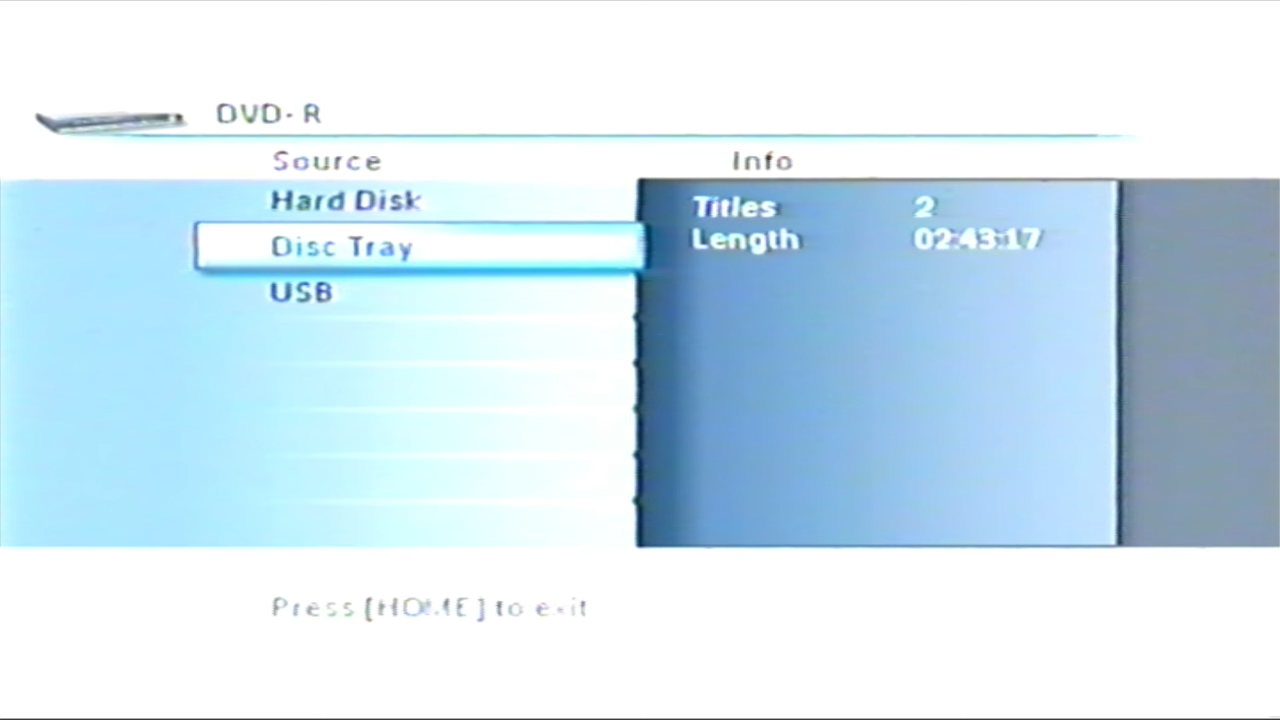 DVD-R
Source Info
Hard Disk
Disc Tray
USB
Titles 2
Length 02:43:17
Press [HOME] to exit